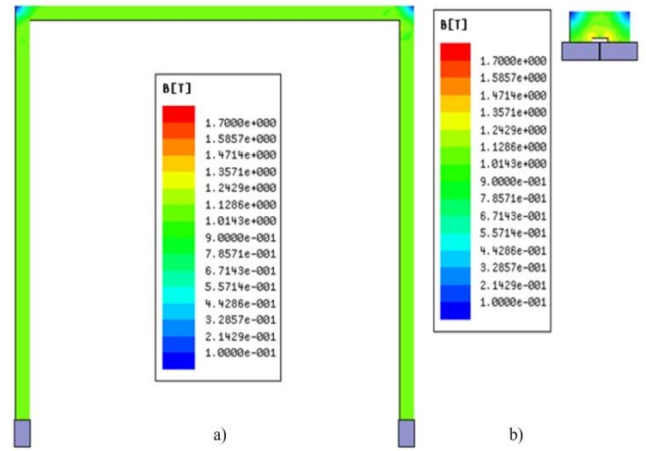 B[T]
1.7000e+000
1.5857e+000
1.4714e+000
1.3571e+000
1.2429e+000
1.1286e+000
1.0143e+000
9.0000e-001
7.8571e-001
6.7143e-001
5.5714e-001
4.4286e-001
3.2857e-001
2.1429e-001
1.0000e-001
a)
B[T]
1.7000e+000
1.5857e+000
1.4714e+000
1.3571e+000
1.2429e+000
1.1286e+000
1.0143e+000
9.0000e-001
7.8571e-001
6.7143e-001
5.5714e-001
4.4286e-001
3.2857e-001
2.1429e-001
1.0000e-001
b)